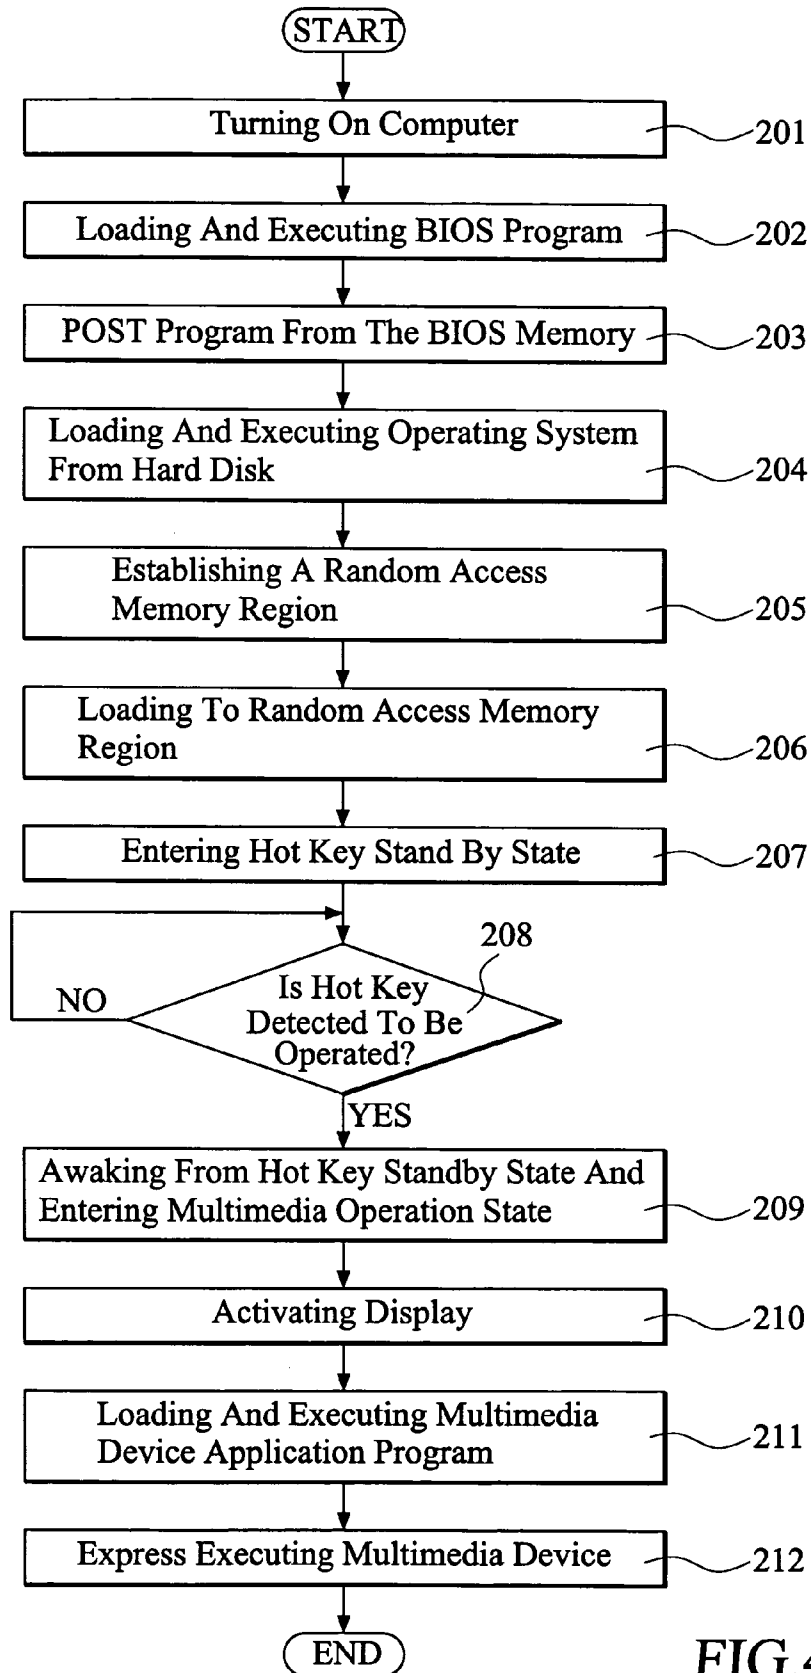 START
Turning On Computer
201
Loading And Executing BIOS Program
202
POST Program From The BIOS Memory
203
Loading And Executing Operating System
From Hard Disk
204
Establishing A Random Access
Memory Region
205
Loading To Random Access Memory
Region
206
Entering Hot Key Stand By State
207
208
Is Hot Key
Detected To Be
Operated?
NO
YES
Awaking From Hot Key Standby State And
Entering Multimedia Operation State
209
Activating Display
210
Loading And Executing Multimedia
Device Application Program
211
Express Executing Multimedia Device
212
END
FIG.4